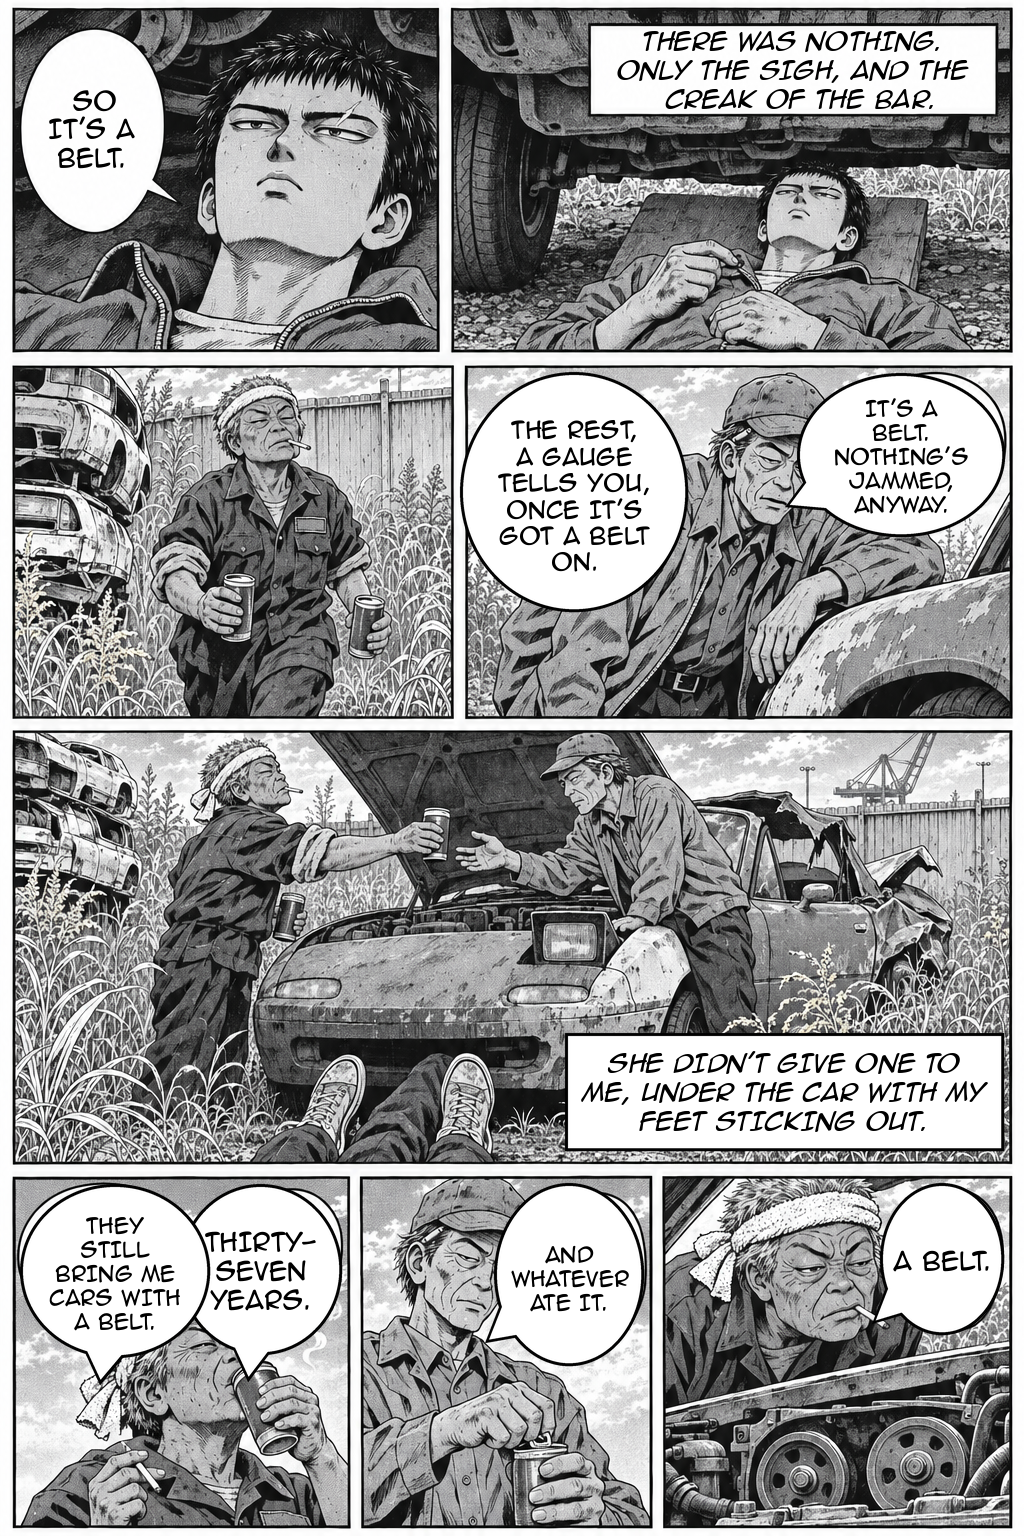 SO
IT'S A
BELT.
THERE WAS NOTHING.
ONLY THE SIGH, AND THE
CREAK OF THE BAR.
THE REST,
A GAUGE
TELLS YOU,
ONCE IT'S
GOT A BELT
ON.
IT'S A
BELT.
NOTHING'S
JAMMED,
ANYWAY.
SHE DIDN'T GIVE ONE TO
ME, UNDER THE CAR WITH MY
FEET STICKING OUT.
THEY
STILL
BRING ME
CARS WITH
A BELT.
THIRTY-
SEVEN
YEARS.
AND
WHATEVER
ATE IT.
A BELT.